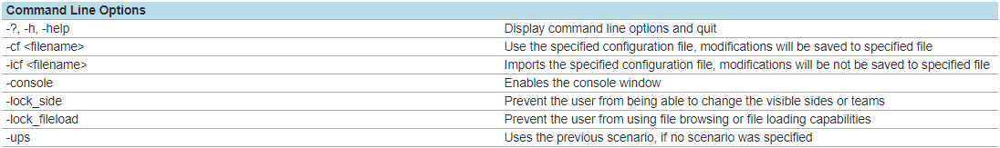 Command Line Options
-?, -h, -help Display command line options and quit
-cf <filename> Use the specified configuration file, modifications will be saved to specified file
-icf <filename> Imports the specified configuration file, modifications will be not be saved to specified file
-console Enables the console window
-lock_side Prevent the user from being able to change the visible sides or teams
-lock_fileload Prevent the user from using file browsing or file loading capabilities
-ups Uses the previous scenario, if no scenario was specified